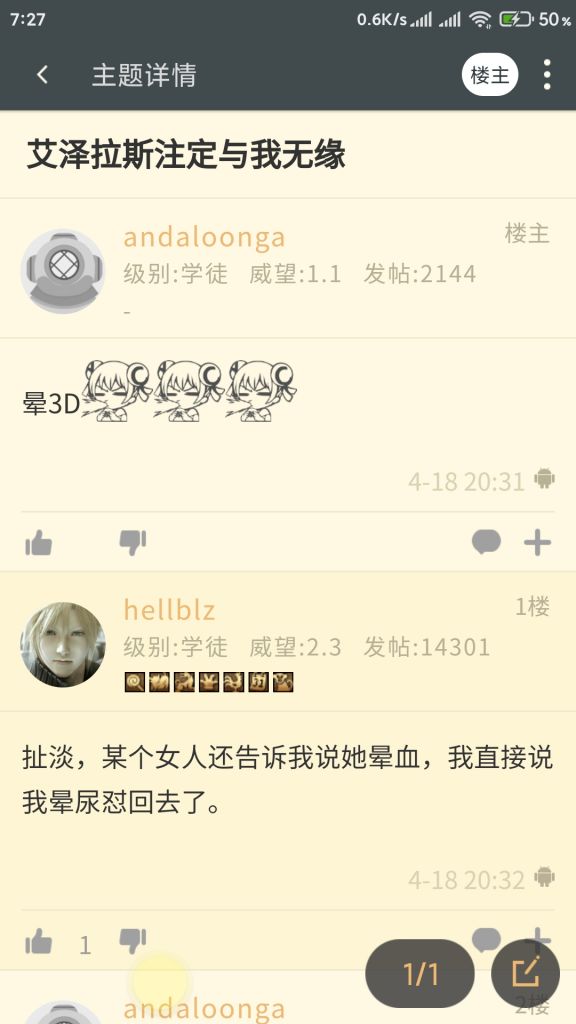 7:27
0.6K/s
50%
主题详情
楼主
艾泽拉斯注定与我无缘
andaloonga
楼主
级别:学徒 威望:1.1 发帖:2144
-
晕3D
4-18 20:31
hellblz
1楼
级别:学徒 威望:2.3 发帖:14301
扯淡，某个女人还告诉我说她晕血，我直接说
我晕尿怼回去了。
4-18 20:32
1
1/1
andaloonga
2楼